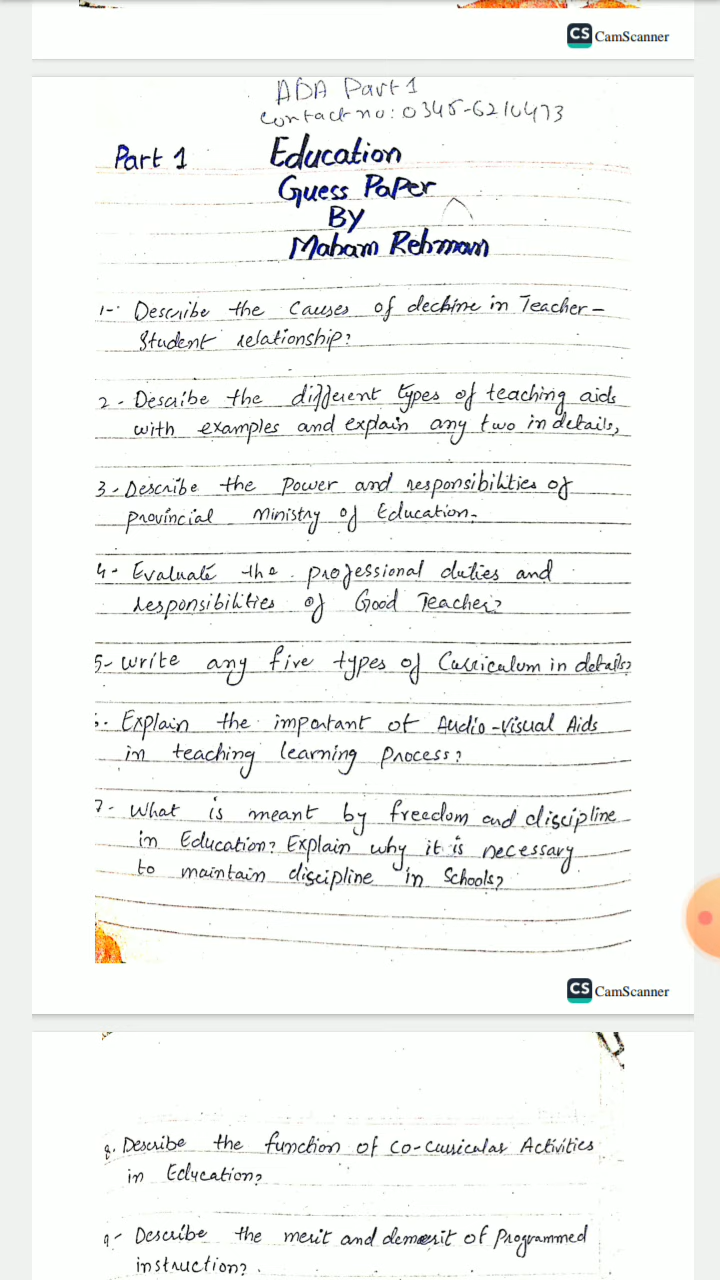 CS CamScanner
ADA Part 1
Contact no: 0345-6210473
Part 1 Education
Guess Paper
By
Maham Rehman
1- Describe the Causes of decline in Teacher-
Student relationship?
2- Describe the different types of teaching aids
with examples and explain any two in details,
3- Describe the Power and responsibilities of
Provincial Ministry of Education.
4- Evaluate the professional duties and
responsibilities of Good Teacher?
5- Write any five types of Curriculum in details?
Explain the important of Audio-Visual Aids
in teaching learning Process?
7- What is meant by freedom and discipline
in Education? Explain why it is necessary
to maintain discipline in Schools?
CS CamScanner
8. Describe the function of Co-Curricular Activities
in Education?
9- Describe the merit and demerit of Programmed
instruction?